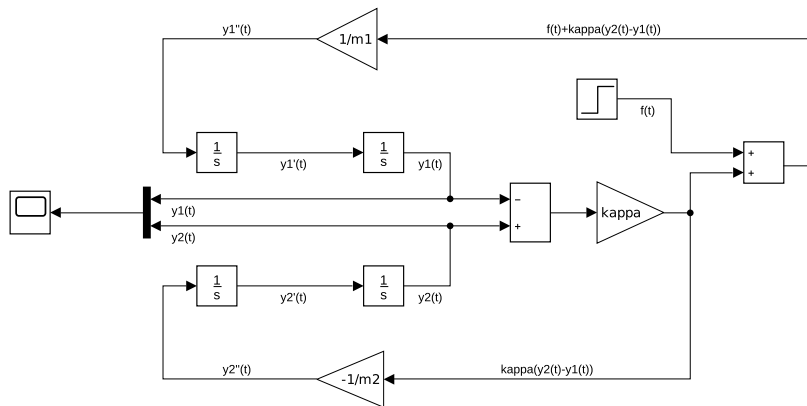 y1''(t)
1/m1
f(t)+kappa(y2(t)-y1(t))
f(t)
1
s
y1'(t)
1
s
y1(t)
+
+
y1(t)
−
kappa
y2(t)
+
1
s
y2'(t)
1
s
y2(t)
y2''(t)
-1/m2
kappa(y2(t)-y1(t))